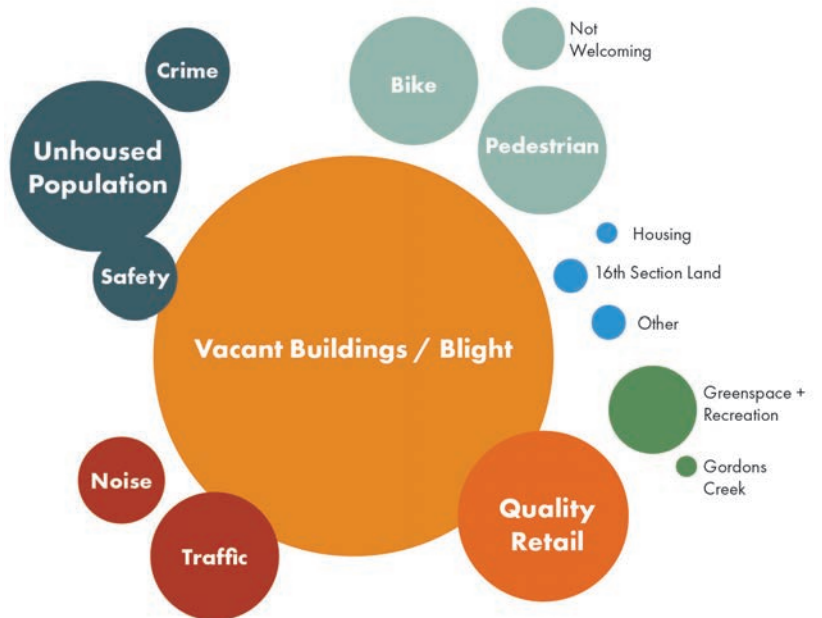 Crime
Unhoused
Population
Safety
Bike
Not
Welcoming
Pedestrian
Housing
16th Section Land
Other
Vacant Buildings / Blight
Greenspace +
Recreation
Gordons
Creek
Noise
Traffic
Quality
Retail